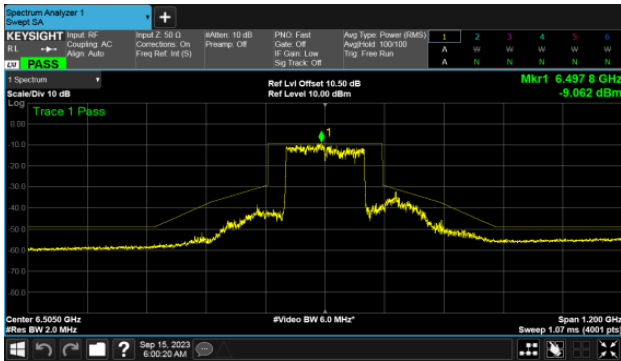 Spectrum Analyzer 1
Swept SA
KEYSIGHT
RL
LXI
PASS
Input: RF
Coupling: AC
Align: Auto
Input Z: 50 Ω
Corrections: On
Freq Ref: Int (S)
#Atten: 10 dB
Preamp: Off
PNO: Fast
Gate: Off
IF Gain: Low
Sig Track: Off
Avg Type: Power (RMS)
Avg|Hold: 100/100
Trig: Free Run
1 2 3 4 5 6
A W W W W W
A N N N N N
1 Spectrum
Scale/Div 10 dB
Ref Lvl Offset 10.50 dB
Ref Level 10.00 dBm
Mkr1 6.497 8 GHz
-9.062 dBm
Log
Trace 1 Pass
1
0.00
-10.0
-20.0
-30.0
-40.0
-50.0
-60.0
-70.0
-80.0
Center 6.5050 GHz
#Res BW 2.0 MHz
#Video BW 6.0 MHz*
Span 1.200 GHz
Sweep 1.07 ms (4001 pts)
?
Sep 15, 2023
6:00:20 AM